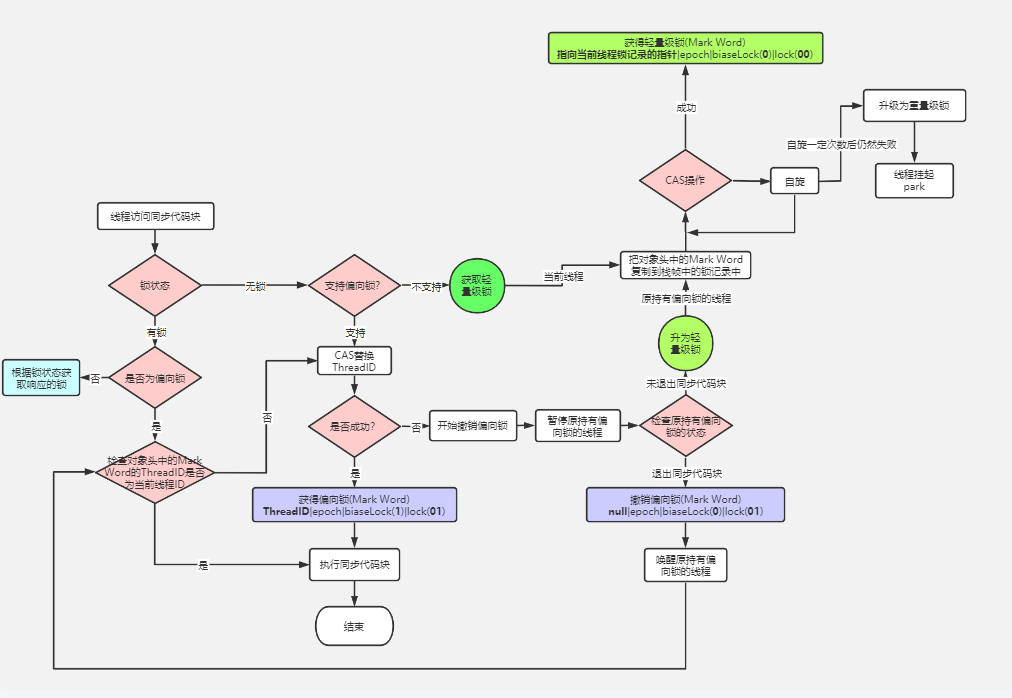 获得轻量级锁(Mark Word)
指向当前线程锁记录的指针|epoch|biaseLock(0)|lock(00)
成功
升级为重量级锁
自旋一定次数后仍然失败
CAS操作
自旋
线程挂起
park
线程访问同步代码块
把对象头中的Mark Word
复制到栈帧中的锁记录中
当前线程
锁状态
无锁
支持偏向锁?
不支持
获取轻
量级锁
原持有偏向锁的线程
有锁
支持
升为轻
量级锁
CAS替换
ThreadID
根据锁状态获
取响应的锁
否
是否为偏向锁
未退出同步代码块
否
是
是否成功?
否
开始撤销偏向锁
暂停原持有偏
向锁的线程
检查原持有偏向
锁的状态
检查对象头中的Mark
Word的ThreadID是否
为当前线程ID
是
退出同步代码块
获得偏向锁(Mark Word)
ThreadID|epoch|biaseLock(1)|lock(01)
撤销偏向锁(Mark Word)
null|epoch|biaseLock(0)|lock(01)
是
执行同步代码块
唤醒原持有偏
向锁的线程
结束